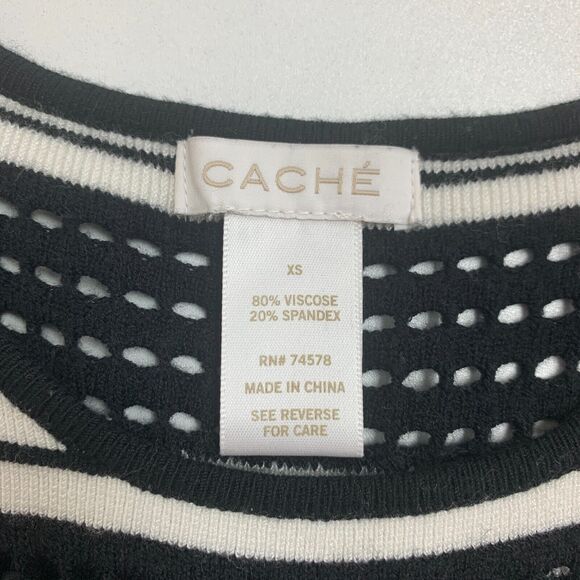 CACHÉ
XS
80% VISCOSE
20% SPANDEX
RN# 74578
MADE IN CHINA
SEE REVERSE
FOR CARE